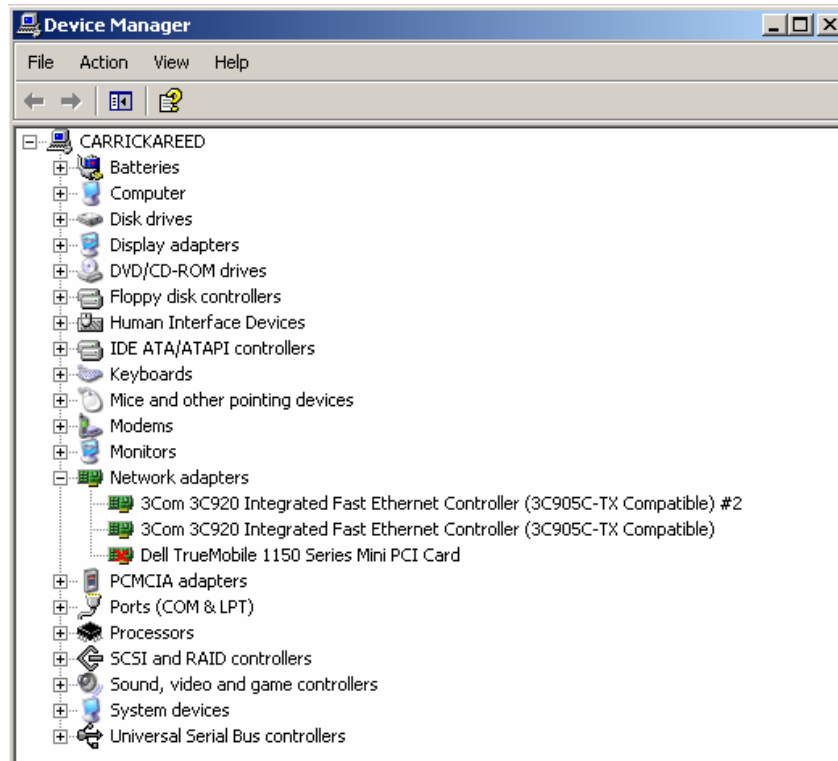 Device Manager
File Action View Help
CARRICKAREED
Batteries
Computer
Disk drives
Display adapters
DVD/CD-ROM drives
Floppy disk controllers
Human Interface Devices
IDE ATA/ATAPI controllers
Keyboards
Mice and other pointing devices
Modems
Monitors
Network adapters
3Com 3C920 Integrated Fast Ethernet Controller (3C905C-TX Compatible) #2
3Com 3C920 Integrated Fast Ethernet Controller (3C905C-TX Compatible)
Dell TrueMobile 1150 Series Mini PCI Card
PCMCIA adapters
Ports (COM & LPT)
Processors
SCSI and RAID controllers
Sound, video and game controllers
System devices
Universal Serial Bus controllers